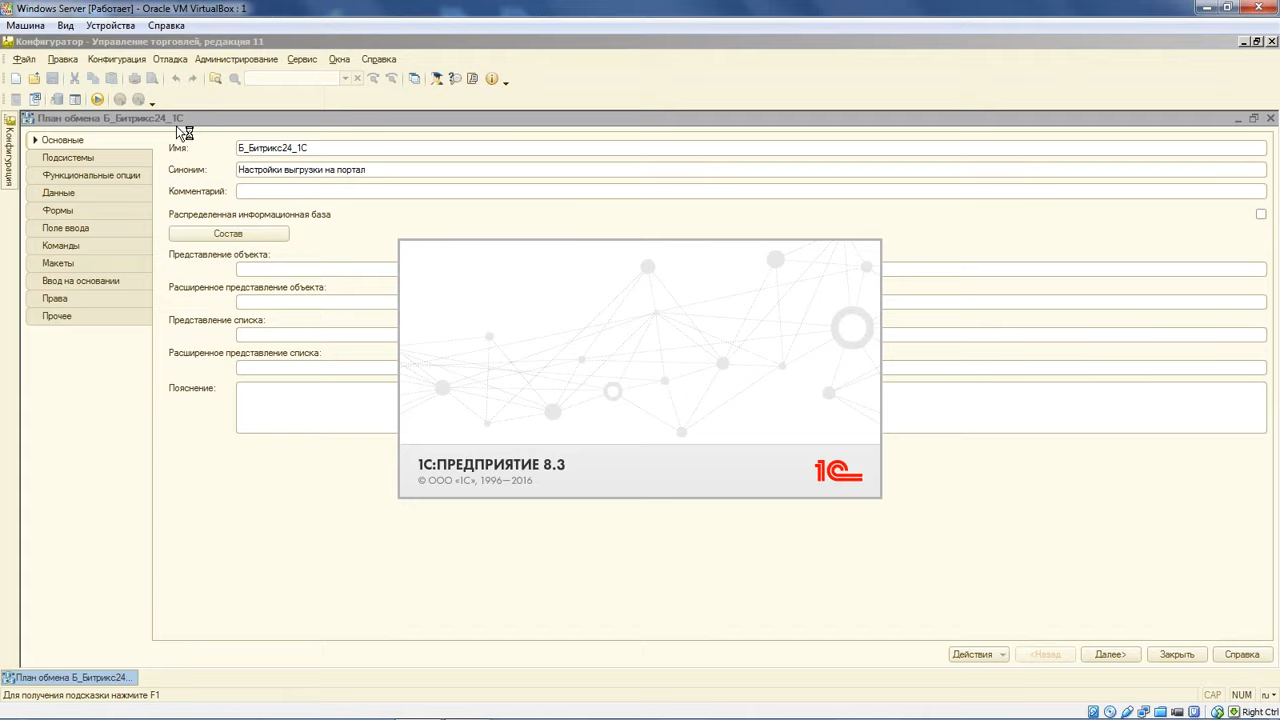 Windows Server [Работает] - Oracle VM VirtualBox : 1
Машина Вид Устройства Справка
Конфигуратор - Управление торговлей, редакция 11
Файл Правка Конфигурация Отладка Администрирование Сервис Окна Справка
План обмена Б_Битрикс24_1С
Конфигурация
Основные
Подсистемы
Функциональные опции
Данные
Формы
Поле ввода
Команды
Макеты
Ввод на основании
Права
Прочее
Имя: Б_Битрикс24_1С
Синоним: Настройки выгрузки на портал
Комментарий:
Распределенная информационная база
Состав
Представление объекта:
Расширенное представление объекта:
Представление списка:
Расширенное представление списка:
Пояснение:
1С:ПРЕДПРИЯТИЕ 8.3
© ООО «1С», 1996—2016
1С
Действия <Назад Далее> Закрыть Справка
План обмена Б_Битрикс24...
Для получения подсказки нажмите F1
CAP NUM ru
Right Ctrl